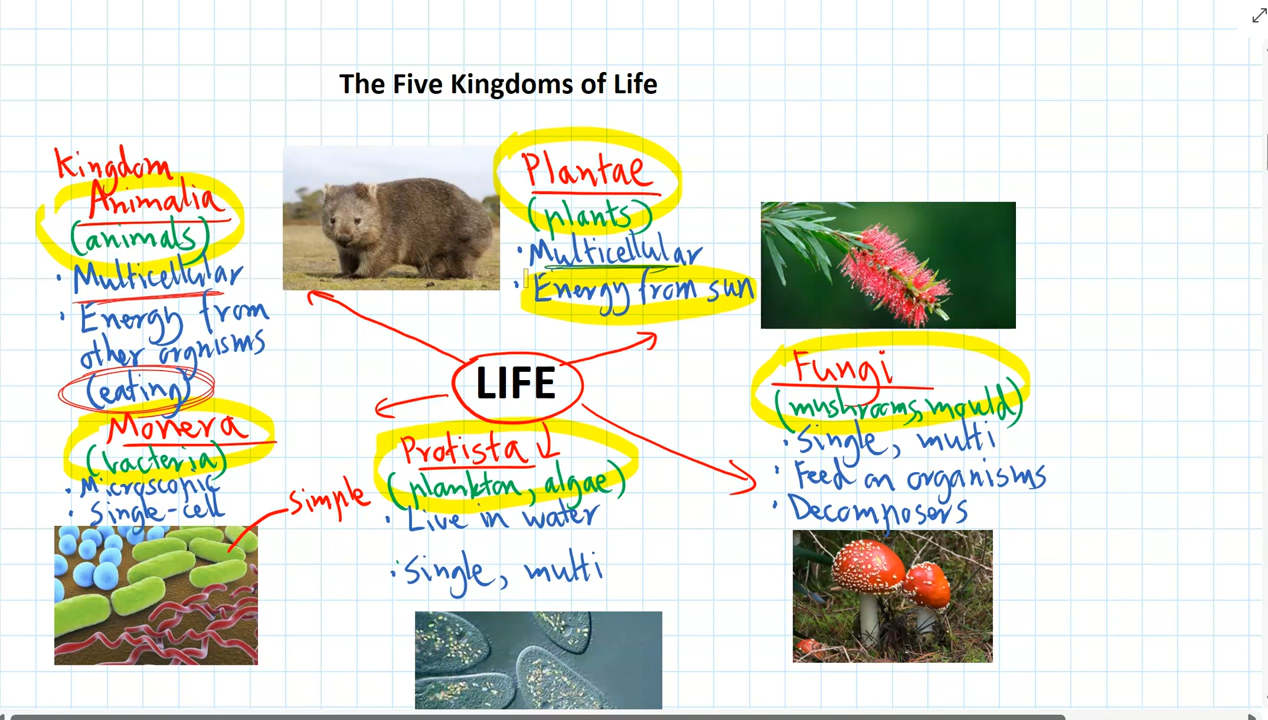 The Five Kingdoms of Life
Kingdom
Animalia
(animals)
• Multicellular
• Energy from
other orgnisms
(eating)
Plantae
(plants)
• Multicellular
• Energy from sun
LIFE
Monera
(bacteria)
• Microscopic
• Single-cell
simple
Protista
(plankton, algae)
• Live in water
• Single, multi
Fungi
(mushrooms, mould)
• Single, multi
• Feed on organisms
• Decomposers